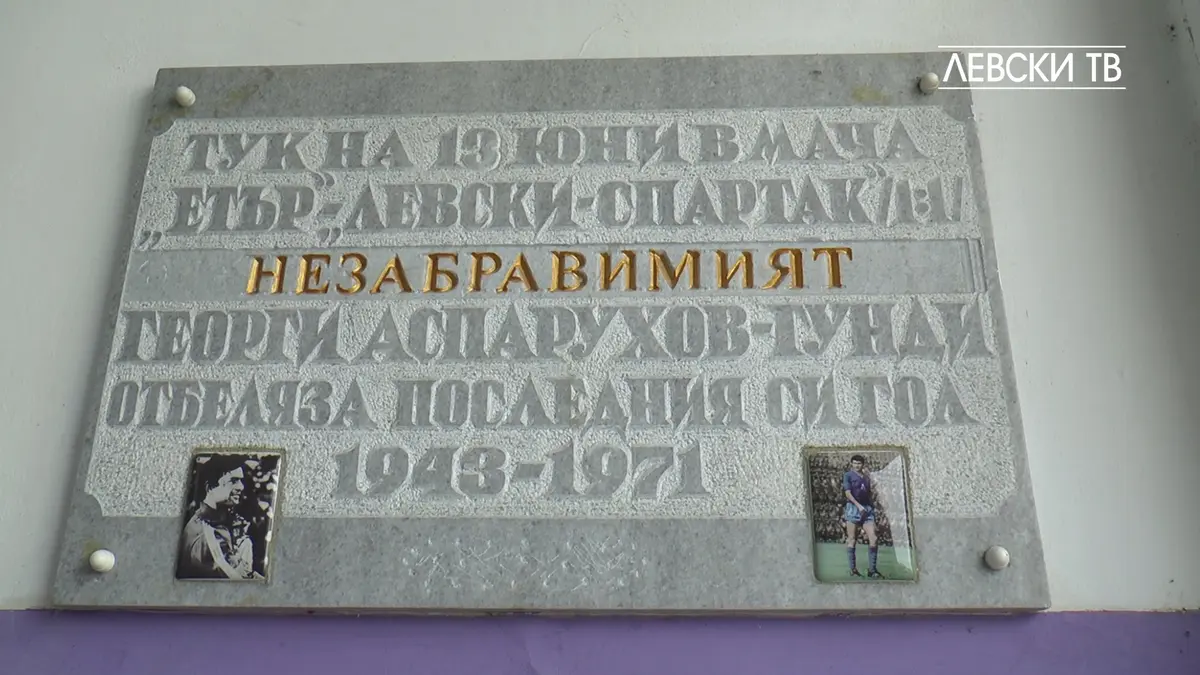 ЛЕВСКИ ТВ
ТУК НА 13 ЮНИ В МАЧА
„ЕТЪР”-„ЛЕВСКИ-СПАРТАК”/1:1/
НЕЗАБРАВИМИЯТ
ГЕОРГИ АСПАРУХОВ-ГУНДИ
ОТБЕЛЯЗА ПОСЛЕДНИЯ СИ ГОЛ
1943-1971